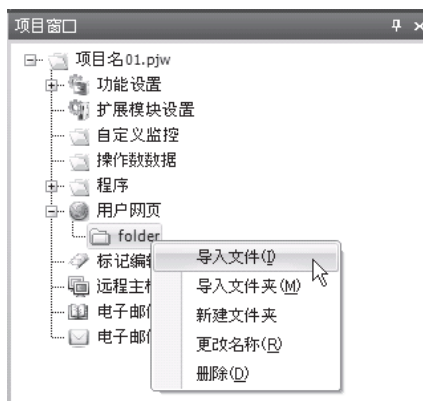 项目窗口
项目名01.pjw
功能设置
扩展模块设置
自定义监控
操作数数据
程序
用户网页
folder
导入文件(I)
标记编辑
导入文件夹(M)
远程主
新建文件夹
电子邮
更改名称(R)
电子邮
删除(D)